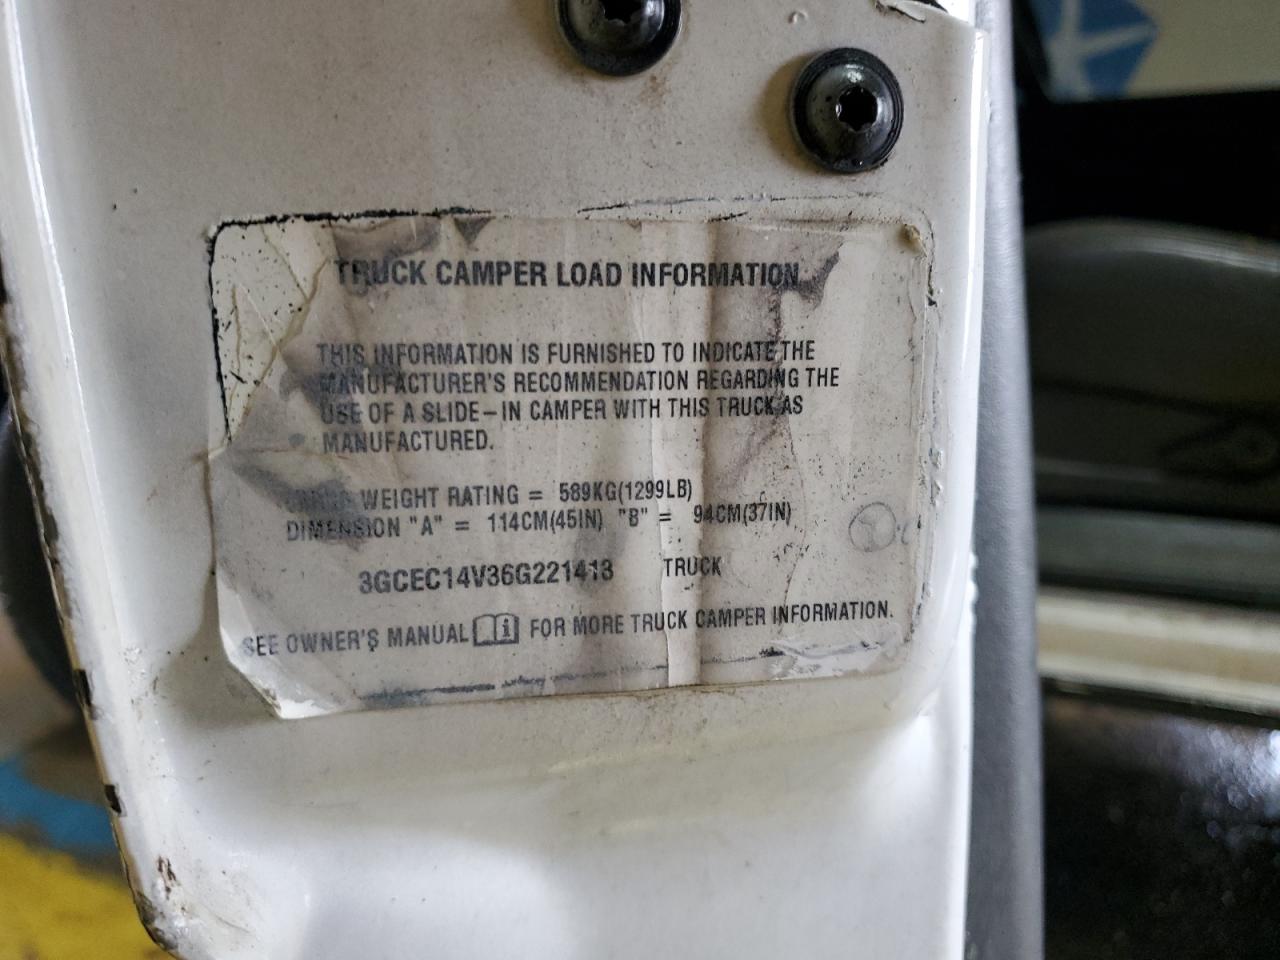 TRUCK CAMPER LOAD INFORMATION
THIS INFORMATION IS FURNISHED TO INDICATE THE
MANUFACTURER'S RECOMMENDATION REGARDING THE
USE OF A SLIDE-IN CAMPER WITH THIS TRUCK AS
MANUFACTURED.
CARGO WEIGHT RATING = 589KG(1299LB)
DIMENSION "A" = 114CM(45IN) "B" = 94CM(37IN)
3GCEC14V36G221413 TRUCK
SEE OWNER'S MANUAL i FOR MORE TRUCK CAMPER INFORMATION.